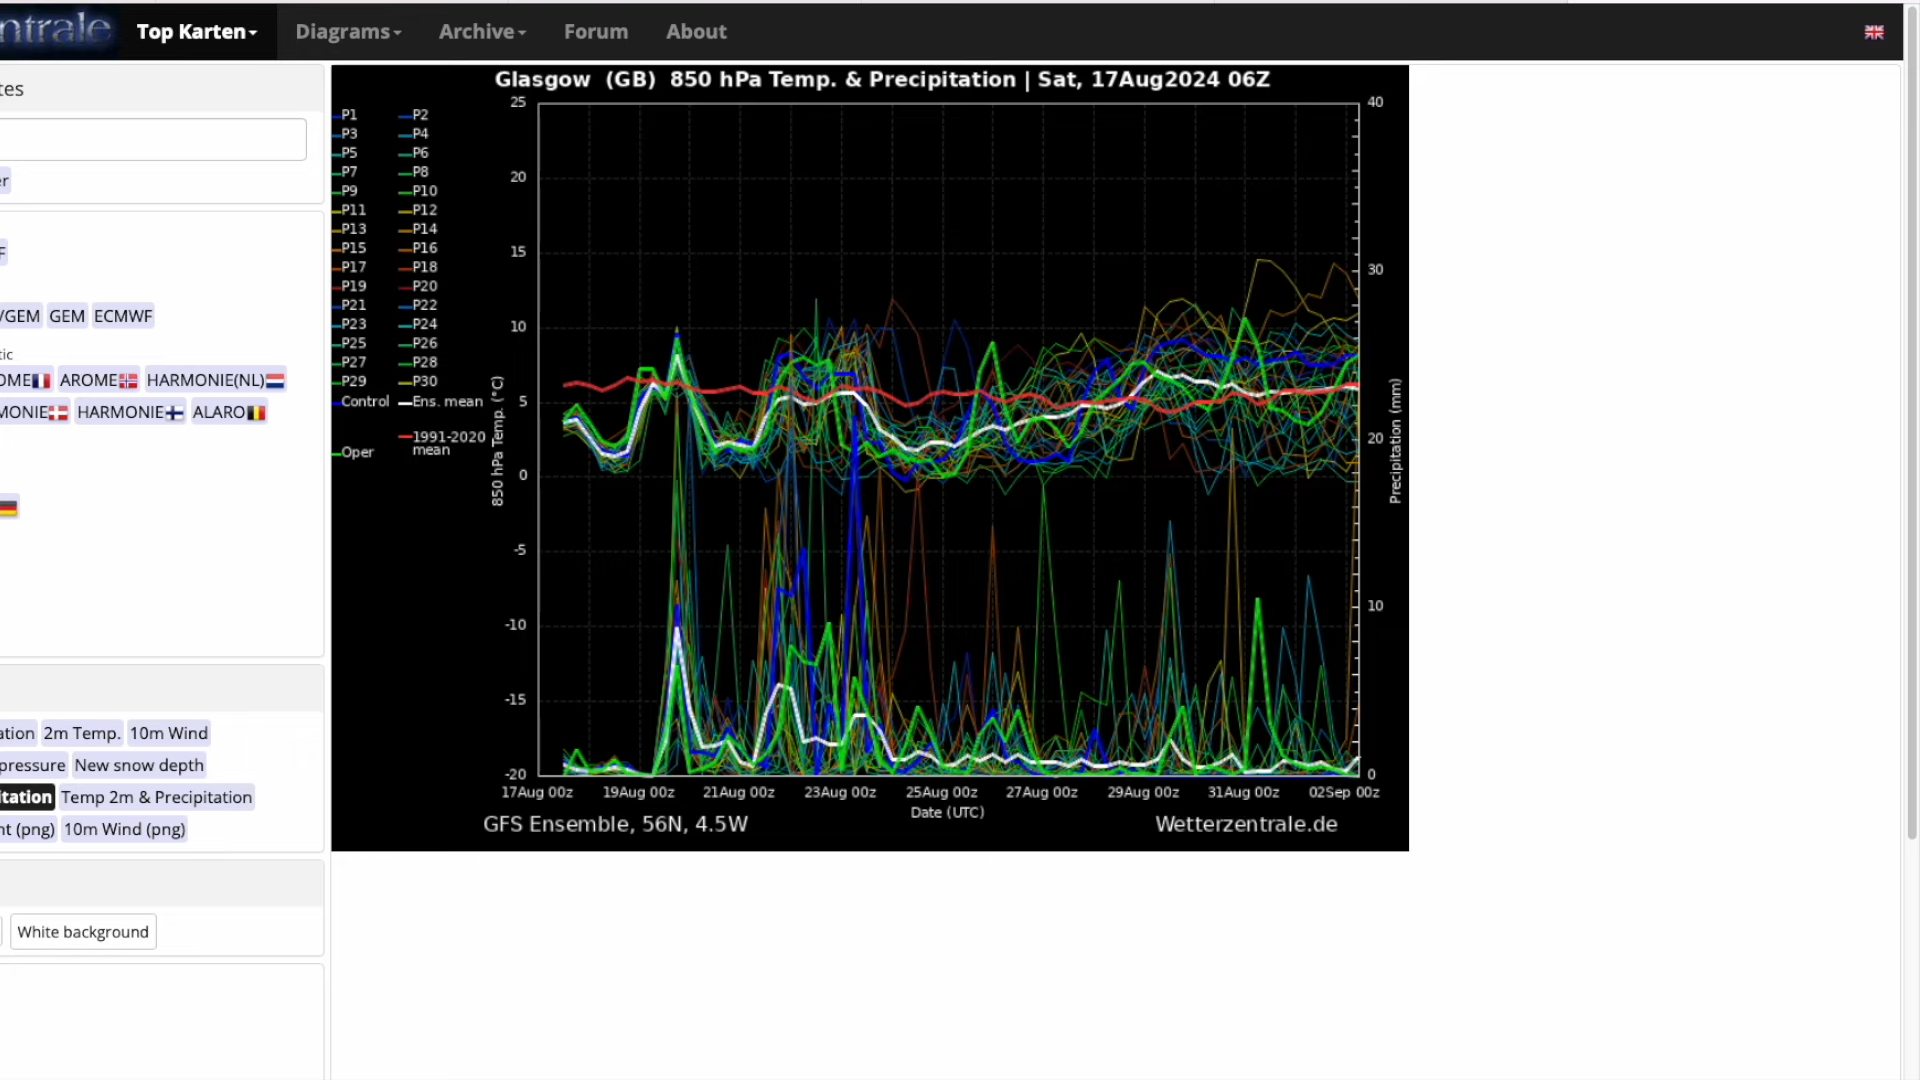 ntrale Top Karten Diagrams Archive Forum About
tes
er
F
/GEM GEM ECMWF
tic
OME AROME HARMONIE(NL)
MONIE HARMONIE ALARO
ation 2m Temp. 10m Wind
pressure New snow depth
itation Temp 2m & Precipitation
nt (png) 10m Wind (png)
White background
Glasgow (GB) 850 hPa Temp. & Precipitation | Sat, 17Aug2024 06Z
P1 P2
P3 P4
P5 P6
P7 P8
P9 P10
P11 P12
P13 P14
P15 P16
P17 P18
P19 P20
P21 P22
P23 P24
P25 P26
P27 P28
P29 P30
Control Ens. mean
Oper 1991-2020
mean
850 hPa Temp. (°C)
25
20
15
10
5
0
-5
-10
-15
-20
40
30
20
10
0
Precipitation (mm)
17Aug 00z 19Aug 00z 21Aug 00z 23Aug 00z 25Aug 00z 27Aug 00z 29Aug 00z 31Aug 00z 02Sep 00z
Date (UTC)
GFS Ensemble, 56N, 4.5W Wetterzentrale.de